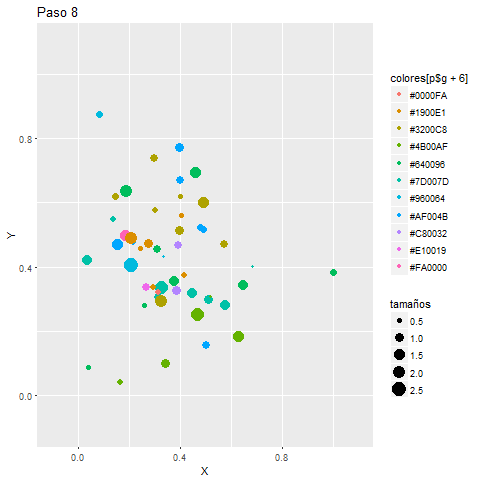 Paso 8
Y
0.8
0.4
0.0
0.0
0.4
0.8
X
colores[p$g + 6]
#0000FA
#1900E1
#3200C8
#4B00AF
#640096
#7D007D
#960064
#AF004B
#C80032
#E10019
#FA0000
tamaños
0.5
1.0
1.5
2.0
2.5